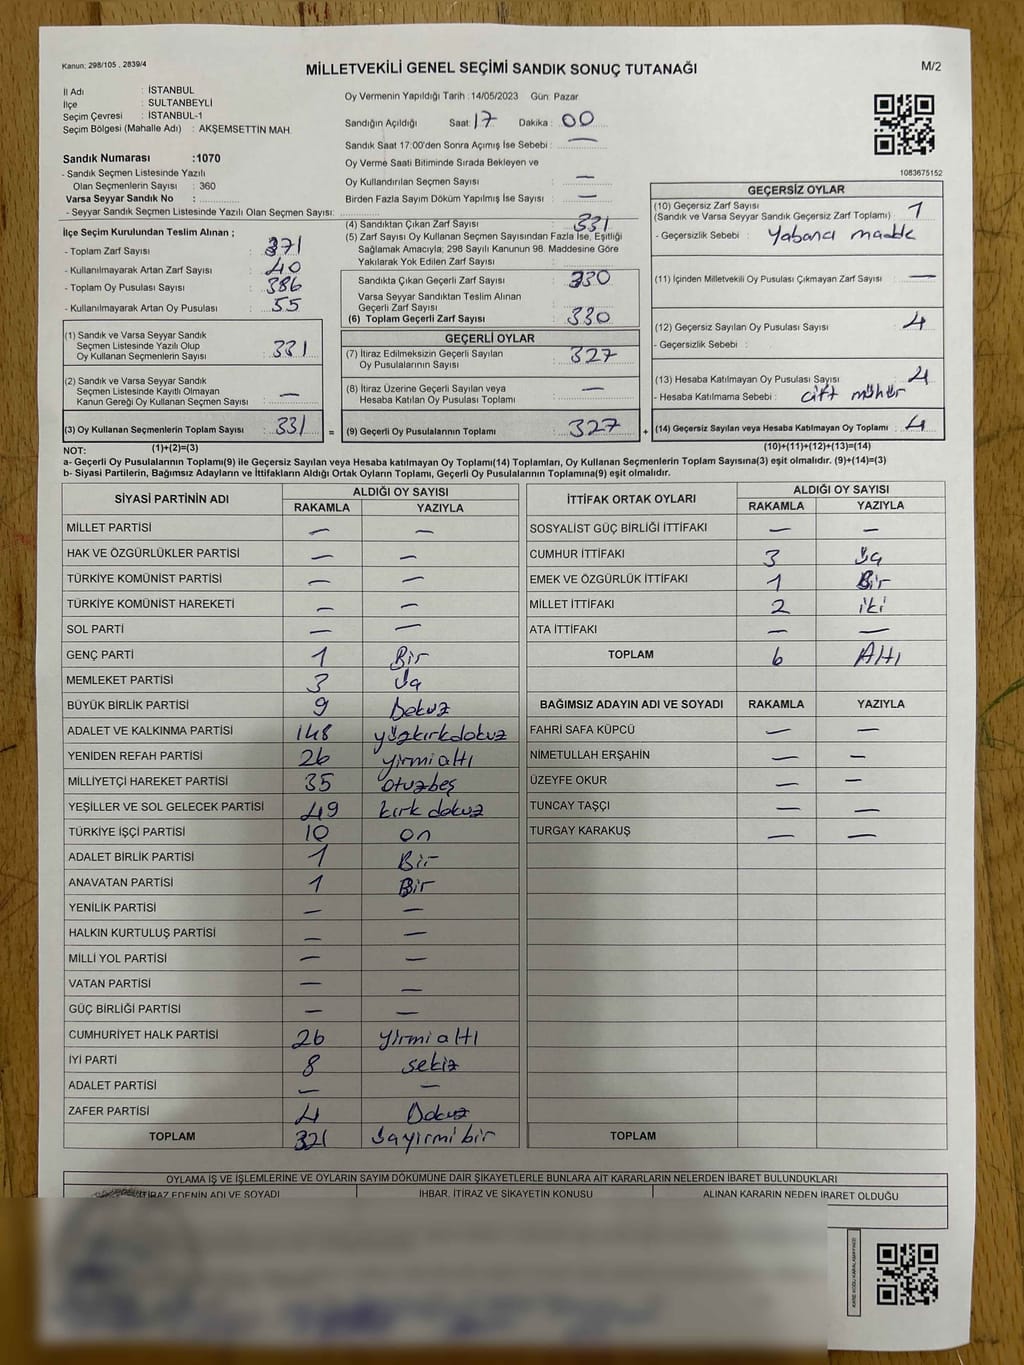 Kanun: 298/105 , 2839/4
MİLLETVEKİLİ GENEL SEÇİMİ SANDIK SONUÇ TUTANAĞI
M/2
İl Adı : İSTANBUL
İlçe : SULTANBEYLİ
Seçim Çevresi : İSTANBUL-1
Seçim Bölgesi (Mahalle Adı) : AKŞEMSETTİN MAH.
Sandık Numarası :1070
- Sandık Seçmen Listesinde Yazılı
Olan Seçmenlerin Sayısı : 360
Varsa Seyyar Sandık No :
- Seyyar Sandık Seçmen Listesinde Yazılı Olan Seçmen Sayısı:
Oy Vermenin Yapıldığı Tarih :14/05/2023 Gün: Pazar
Sandığın Açıldığı Saat: 17 Dakika : 00
Sandık Saat 17:00'den Sonra Açımış İse Sebebi : —
Oy Verme Saati Bitiminde Sırada Bekleyen ve
Oy Kullandırılan Seçmen Sayısı —
Birden Fazla Sayım Döküm Yapılmış İse Sayısı : —
1083675152
İlçe Seçim Kurulundan Teslim Alınan ;
- Toplam Zarf Sayısı : 371
- Kullanılmayarak Artan Zarf Sayısı : 40
- Toplam Oy Pusulası Sayısı : 386
- Kullanılmayarak Artan Oy Pusulası : 55
(4) Sandıktan Çıkan Zarf Sayısı : 331
(5) Zarf Sayısı Oy Kullanan Seçmen Sayısından Fazla İse, Eşitliği
Sağlamak Amacıyla; 298 Sayılı Kanunun 98. Maddesine Göre
Yakılarak Yok Edilen Zarf Sayısı :
Sandıkta Çıkan Geçerli Zarf Sayısı : 330
Varsa Seyyar Sandıktan Teslim Alınan
Geçerli Zarf Sayısı :
(6) Toplam Geçerli Zarf Sayısı : 330
GEÇERSİZ OYLAR
(10) Geçersiz Zarf Sayısı 1
(Sandık ve Varsa Seyyar Sandık Geçersiz Zarf Toplamı) :
- Geçersizlik Sebebi : Yabancı madde
(11) İçinden Milletvekili Oy Pusulası Çıkmayan Zarf Sayısı : —
(12) Geçersiz Sayılan Oy Pusulası Sayısı : 4
- Geçersizlik Sebebi :
(13) Hesaba Katılmayan Oy Pusulası Sayısı : 4
- Hesaba Katılmama Sebebi : çift mühür
(14) Geçersiz Sayılan veya Hesaba Katılmayan Oy Toplamı : 4
(1) Sandık ve Varsa Seyyar Sandık
Seçmen Listesinde Yazılı Olup
Oy Kullanan Seçmenlerin Sayısı : 331
(2) Sandık ve Varsa Seyyar Sandık
Seçmen Listesinde Kayıtlı Olmayan
Kanun Gereği Oy Kullanan Seçmen Sayısı : —
(3) Oy Kullanan Seçmenlerin Toplam Sayısı : 331 =
GEÇERLİ OYLAR
(7) İtiraz Edilmeksizin Geçerli Sayılan
Oy Pusulalarının Sayısı : 327
(8) İtiraz Üzerine Geçerli Sayılan veya
Hesaba Katılan Oy Pusulası Toplamı : —
(9) Geçerli Oy Pusulalarının Toplamı : 327 +
NOT: (1)+(2)=(3) (10)+(11)+(12)+(13)=(14)
a- Geçerli Oy Pusulalarının Toplamı(9) ile Geçersiz Sayılan veya Hesaba katılmayan Oy Toplamı(14) Toplamları, Oy Kullanan Seçmenlerin Toplam Sayısına(3) eşit olmalıdır. (9)+(14)=(3)
b- Siyasi Partilerin, Bağımsız Adayların ve İttifakların Aldığı Ortak Oyların Toplamı, Geçerli Oy Pusulalarının Toplamına(9) eşit olmalıdır.
SİYASİ PARTİNİN ADI ALDIĞI OY SAYISI
RAKAMLA YAZIYLA
MİLLET PARTİSİ — —
HAK VE ÖZGÜRLÜKLER PARTİSİ — —
TÜRKİYE KOMÜNİST PARTİSİ — —
TÜRKİYE KOMÜNİST HAREKETİ — —
SOL PARTİ — —
GENÇ PARTİ 1 Bir
MEMLEKET PARTİSİ 3 Üç
BÜYÜK BİRLİK PARTİSİ 9 Dokuz
ADALET VE KALKINMA PARTİSİ 148 yüzkırkdokuz
YENİDEN REFAH PARTİSİ 26 yirmialtı
MİLLİYETÇİ HAREKET PARTİSİ 35 otuzbeş
YEŞİLLER VE SOL GELECEK PARTİSİ 49 kırk dokuz
TÜRKİYE İŞÇİ PARTİSİ 10 on
ADALET BİRLİK PARTİSİ 1 Bir
ANAVATAN PARTİSİ 1 Bir
YENİLİK PARTİSİ — —
HALKIN KURTULUŞ PARTİSİ — —
MİLLİ YOL PARTİSİ — —
VATAN PARTİSİ — —
GÜÇ BİRLİĞİ PARTİSİ — —
CUMHURİYET HALK PARTİSİ 26 yirmialtı
İYİ PARTİ 8 sekiz
ADALET PARTİSİ — —
ZAFER PARTİSİ 4 Dokuz
TOPLAM 321 üçyirmi bir
İTTİFAK ORTAK OYLARI ALDIĞI OY SAYISI
RAKAMLA YAZIYLA
SOSYALİST GÜÇ BİRLİĞİ İTTİFAKI — —
CUMHUR İTTİFAKI 3 Üç
EMEK VE ÖZGÜRLÜK İTTİFAKI 1 Bir
MİLLET İTTİFAKI 2 iki
ATA İTTİFAKI — —
TOPLAM 6 Altı
BAĞIMSIZ ADAYIN ADI VE SOYADI RAKAMLA YAZIYLA
FAHRİ SAFA KÜPCÜ — —
NİMETULLAH ERŞAHİN — —
ÜZEYFE OKUR — —
TUNCAY TAŞÇI — —
TURGAY KARAKUŞ — —
TOPLAM
OYLAMA İŞ VE İŞLEMLERİNE VE OYLARIN SAYIM DÖKÜMÜNE DAİR ŞİKAYETLERLE BUNLARA AİT KARARLARIN NELERDEN İBARET BULUNDUKLARI
İTİRAZ EDENİN ADI VE SOYADI İHBAR, İTİRAZ VE ŞİKAYETİN KONUSU ALINAN KARARIN NEDEN İBARET OLDUĞU